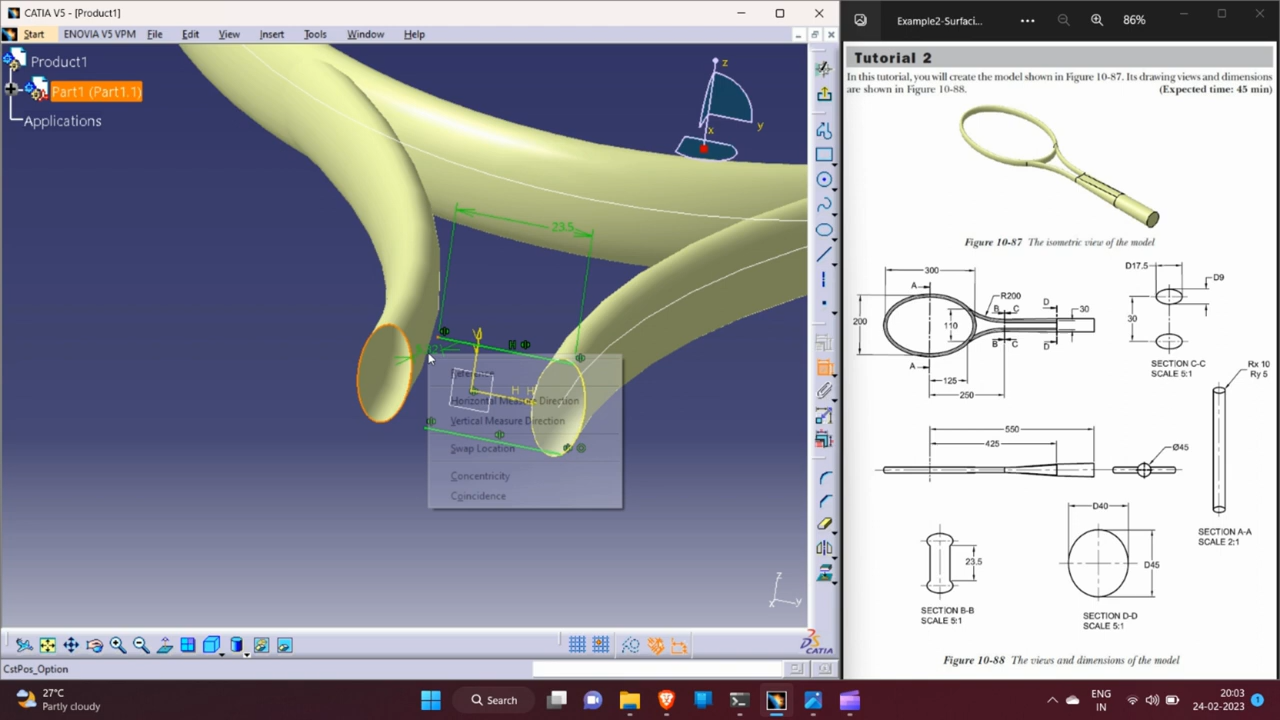 CATIA V5 - [Product1]
Start
ENOVIA V5 VPM
File
Edit
View
Insert
Tools
Window
Help
Product1
Part1 (Part1.1)
Applications
z
x
y
23.5
V
H
H
H
Reference
Horizontal Measure Direction
Vertical Measure Direction
Swap Location
Concentricity
Coincidence
z
x
y
DS
CATIA
CstPos_Option
Example2-Surfaci...
86%
Tutorial 2
In this tutorial, you will create the model shown in Figure 10-87. Its drawing views and dimensions
are shown in Figure 10-88.
(Expected time: 45 min)
Figure 10-87 The isometric view of the model
300
A
R200
B
C
D
30
200
110
B
C
D
A
125
250
D17.5
D9
30
SECTION C-C
SCALE 5:1
Rx 10
Ry 5
550
425
Ø45
SECTION A-A
SCALE 2:1
23.5
SECTION B-B
SCALE 5:1
D40
D45
SECTION D-D
SCALE 5:1
Figure 10-88 The views and dimensions of the model
27°C
Partly cloudy
Search
ENG
IN
20:03
24-02-2023
1